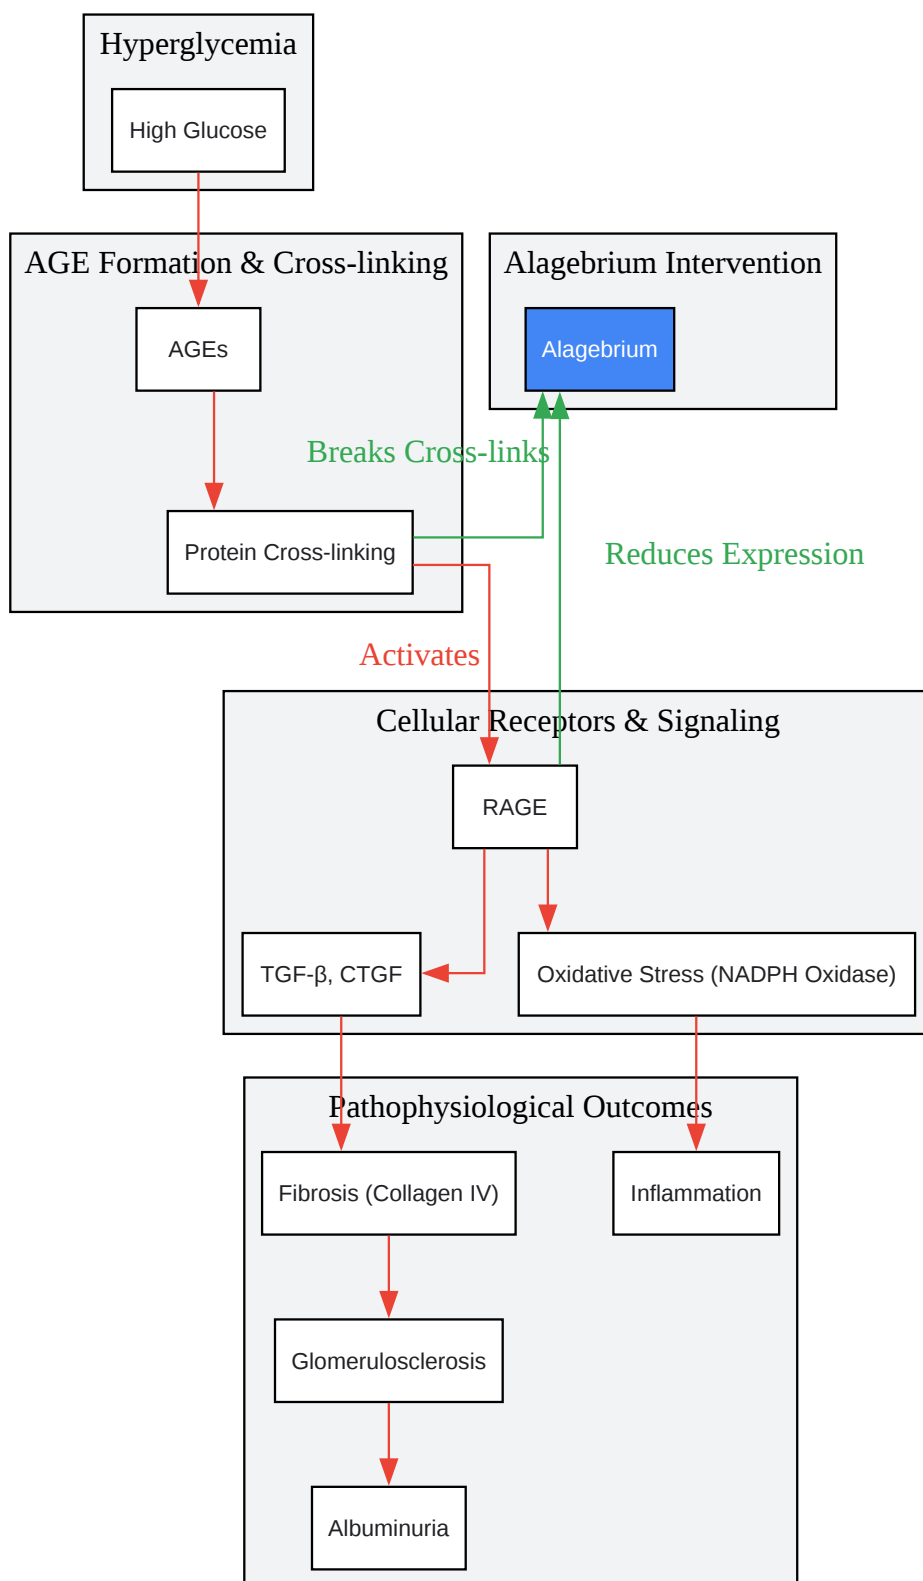 Hyperglycemia
High Glucose
AGE Formation & Cross-linking
Alagebrium Intervention
AGEs
Alagebrium
Breaks Cross-links
Protein Cross-linking
Reduces Expression
Activates
Cellular Receptors & Signaling
RAGE
TGF-β, CTGF
Oxidative Stress (NADPH Oxidase)
Pathophysiological Outcomes
Fibrosis (Collagen IV)
Inflammation
Glomerulosclerosis
Albuminuria